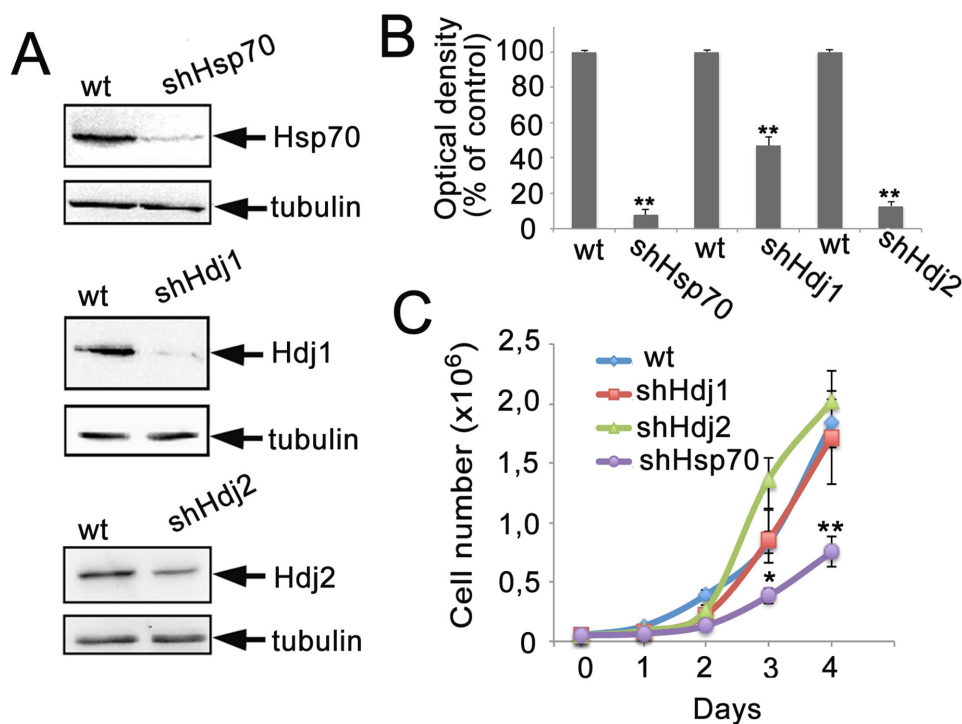 A
wt shHsp70
Hsp70
tubulin
wt shHdj1
Hdj1
tubulin
wt shHdj2
Hdj2
tubulin
B
Optical density
(% of control)
100
80
60
40
20
0
** ** **
wt shHsp70 wt shHdj1 wt shHdj2
C
Cell number (x10⁶)
2,5
2,0
1,5
1,0
0,5
0
wt
shHdj1
shHdj2
shHsp70
* **
0 1 2 3 4
Days